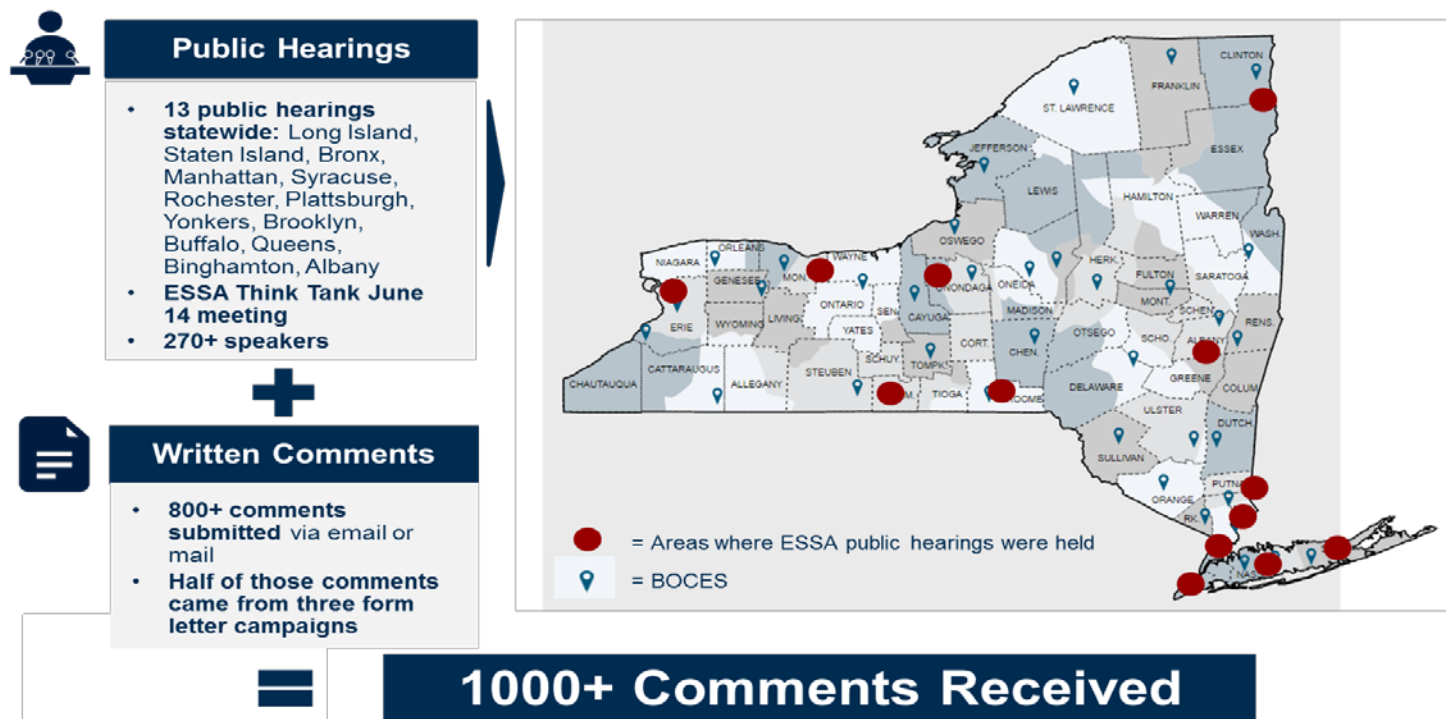 Public Hearings
• 13 public hearings
statewide: Long Island,
Staten Island, Bronx,
Manhattan, Syracuse,
Rochester, Plattsburgh,
Yonkers, Brooklyn,
Buffalo, Queens,
Binghamton, Albany
• ESSA Think Tank June
14 meeting
• 270+ speakers
Written Comments
• 800+ comments
submitted via email or
mail
• Half of those comments
came from three form
letter campaigns
CLINTON
FRANKLIN
ST. LAWRENCE
JEFFERSON
ESSEX
LEWIS
HAMILTON
WARREN
WASH.
OSWEGO
ORLEANS
NIAGARA
MON.
WAYNE
HERK.
GENESEE
ONONDAGA
ONEIDA
FULTON
SARATOGA
ONTARIO
SEN.
CAYUGA
MADISON
MONT.
SCHEN.
ERIE
WYOMING
LIVING.
YATES
OTSEGO
SCHO.
ALBANY
RENS.
CORT.
CHEN.
SCHUY.
TOMPK.
CATTARAUGUS
STEUBEN
CHAUTAUQUA
ALLEGANY
M.
TIOGA
OOME
DELAWARE
GREENE
COLUM.
ULSTER
DUTCH.
SULLIVAN
PUTNA
ORANGE
RK.
NAS
= Areas where ESSA public hearings were held
= BOCES
= 1000+ Comments Received